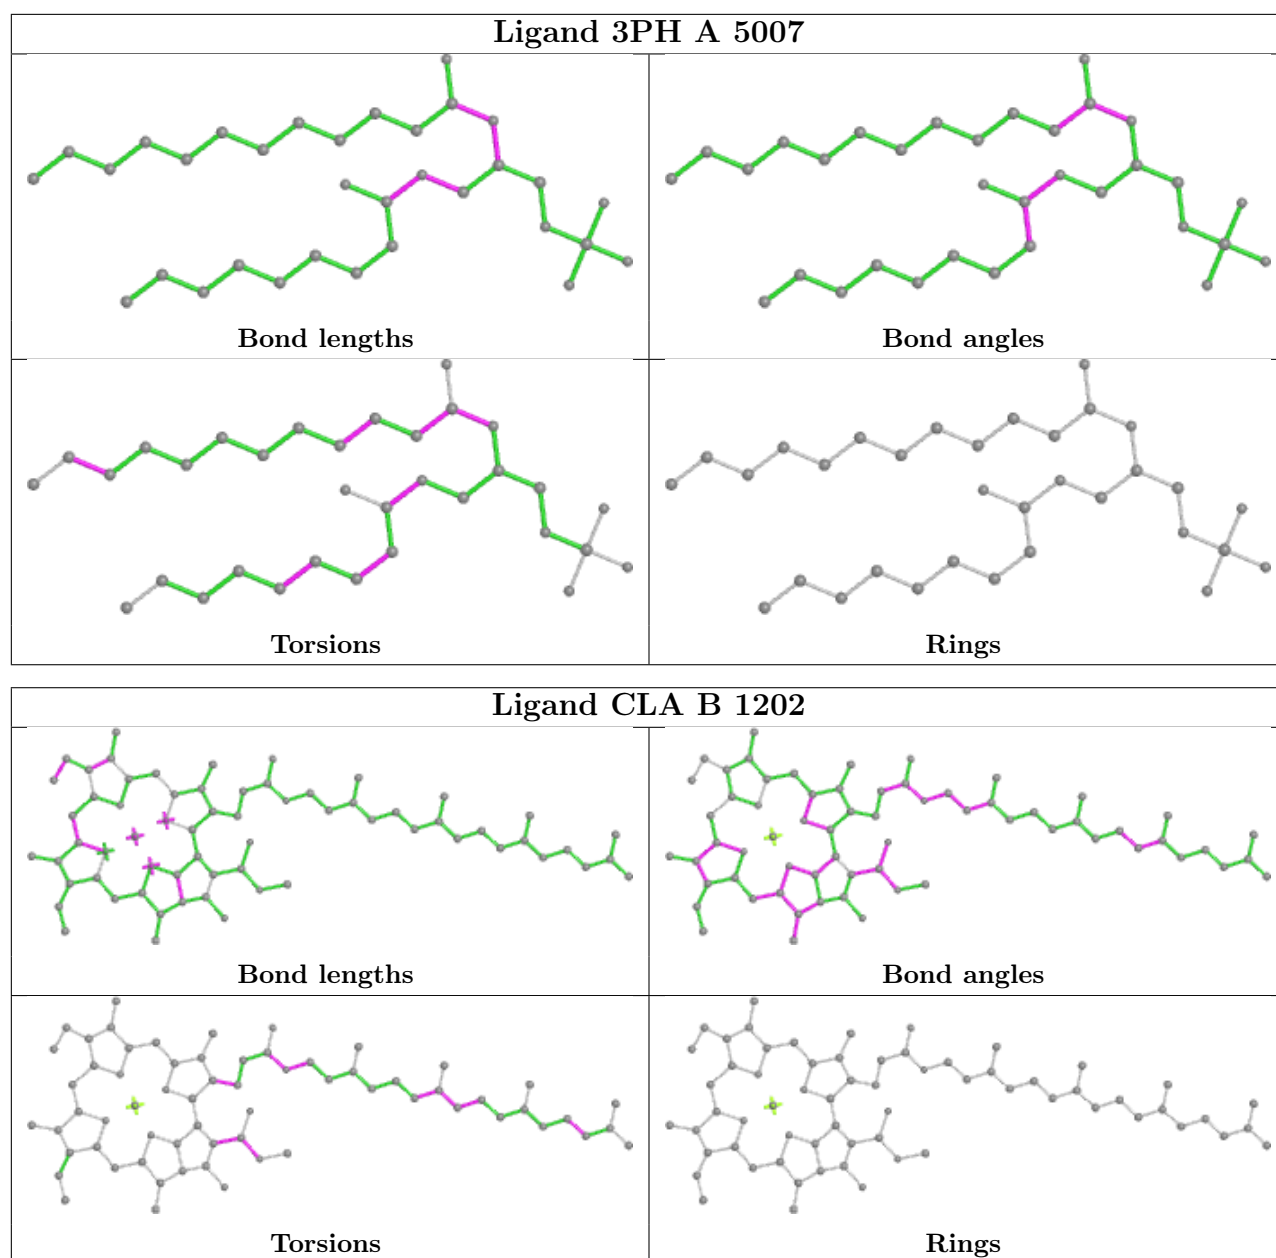 Ligand 3PH A 5007
Bond lengths
Bond angles
Torsions
Rings
Ligand CLA B 1202
Bond lengths
Bond angles
Torsions
Rings